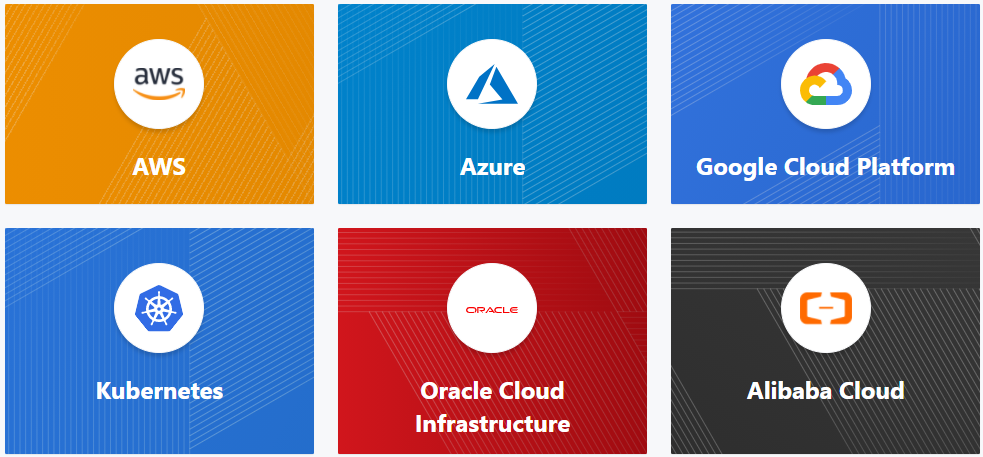 aws
AWS
Azure
Google Cloud Platform
Kubernetes
ORACLE
Oracle Cloud
Infrastructure
Alibaba Cloud